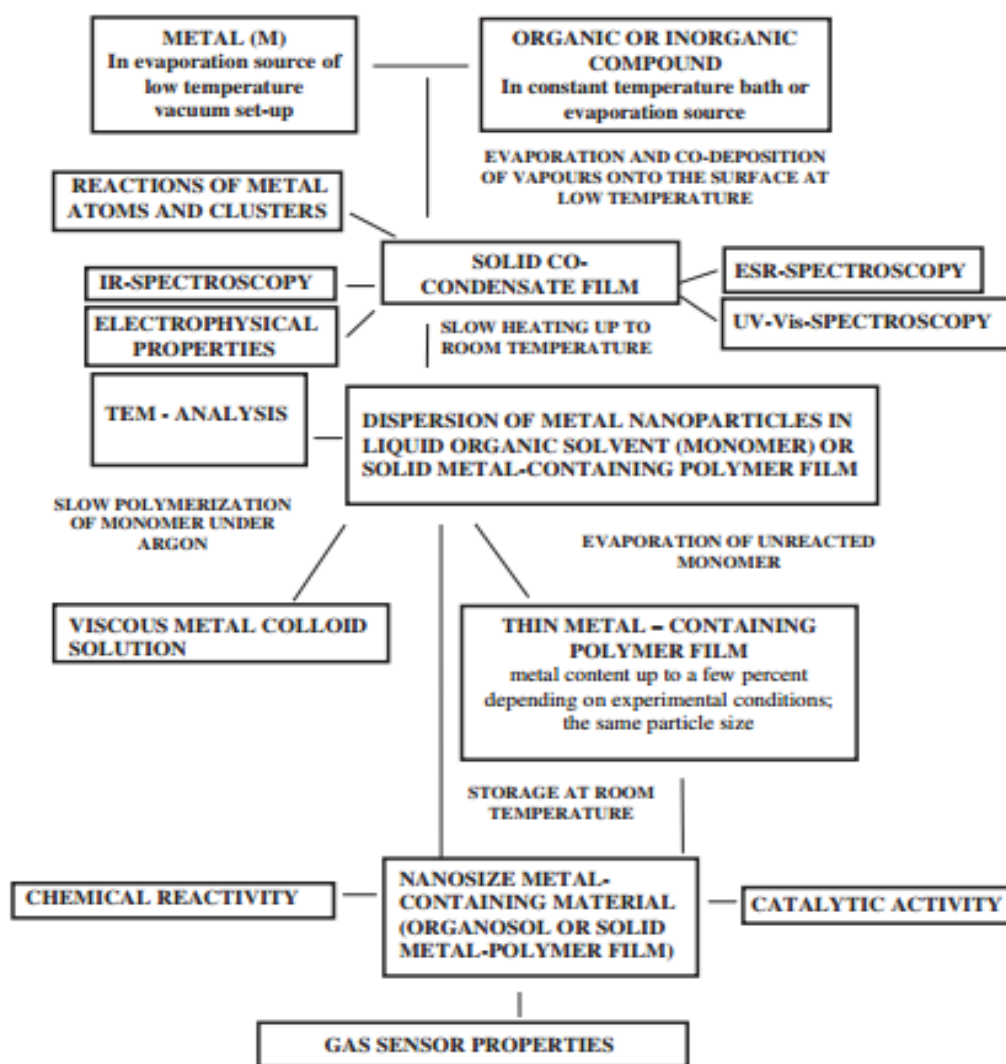 METAL (M)
In evaporation source of
low temperature
vacuum set-up
ORGANIC OR INORGANIC
COMPOUND
In constant temperature bath or
evaporation source
EVAPORATION AND CO-DEPOSITION
OF VAPOURS ONTO THE SURFACE AT
LOW TEMPERATURE
REACTIONS OF METAL
ATOMS AND CLUSTERS
SOLID CO-
CONDENSATE FILM
IR-SPECTROSCOPY
ESR-SPECTROSCOPY
ELECTROPHYSICAL
PROPERTIES
UV-Vis-SPECTROSCOPY
SLOW HEATING UP TO
ROOM TEMPERATURE
TEM - ANALYSIS
DISPERSION OF METAL NANOPARTICLES IN
LIQUID ORGANIC SOLVENT (MONOMER) OR
SOLID METAL-CONTAINING POLYMER FILM
SLOW POLYMERIZATION
OF MONOMER UNDER
ARGON
EVAPORATION OF UNREACTED
MONOMER
VISCOUS METAL COLLOID
SOLUTION
THIN METAL – CONTAINING
POLYMER FILM
metal content up to a few percent
depending on experimental conditions;
the same particle size
STORAGE AT ROOM
TEMPERATURE
CHEMICAL REACTIVITY
NANOSIZE METAL-
CONTAINING MATERIAL
(ORGANOSOL OR SOLID
METAL-POLYMER FILM)
CATALYTIC ACTIVITY
GAS SENSOR PROPERTIES